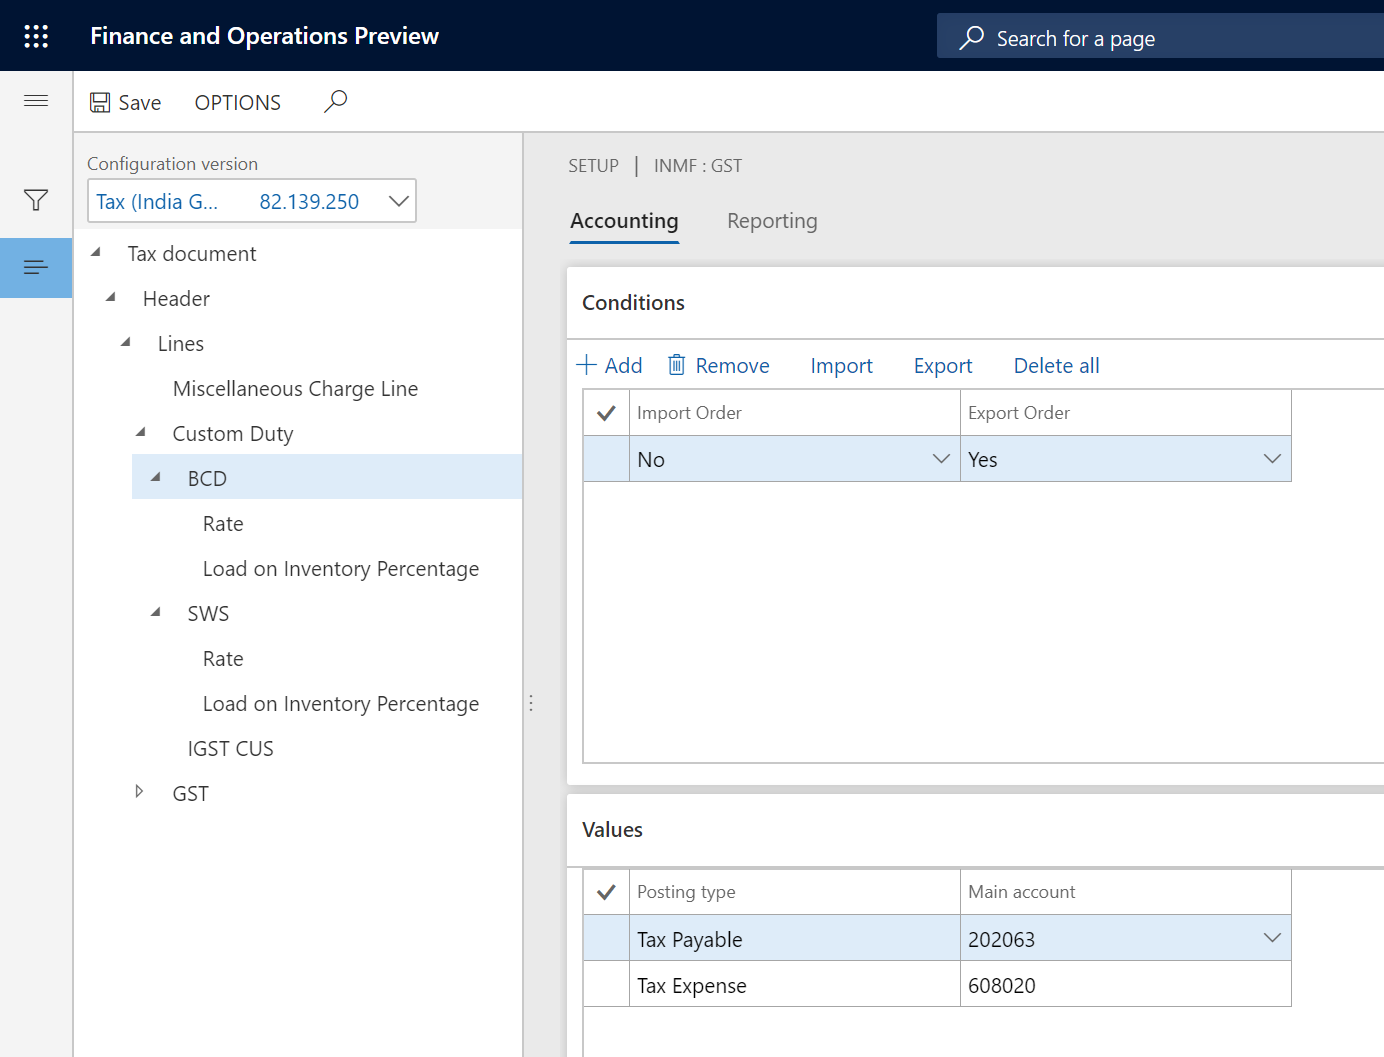 Finance and Operations Preview
Search for a page
Save OPTIONS
Configuration version
Tax (India G... 82.139.250
Tax document
Header
Lines
Miscellaneous Charge Line
Custom Duty
BCD
Rate
Load on Inventory Percentage
SWS
Rate
Load on Inventory Percentage
IGST CUS
GST
SETUP | INMF : GST
Accounting Reporting
Conditions
Add Remove Import Export Delete all
Import Order Export Order
No Yes
Values
Posting type Main account
Tax Payable 202063
Tax Expense 608020